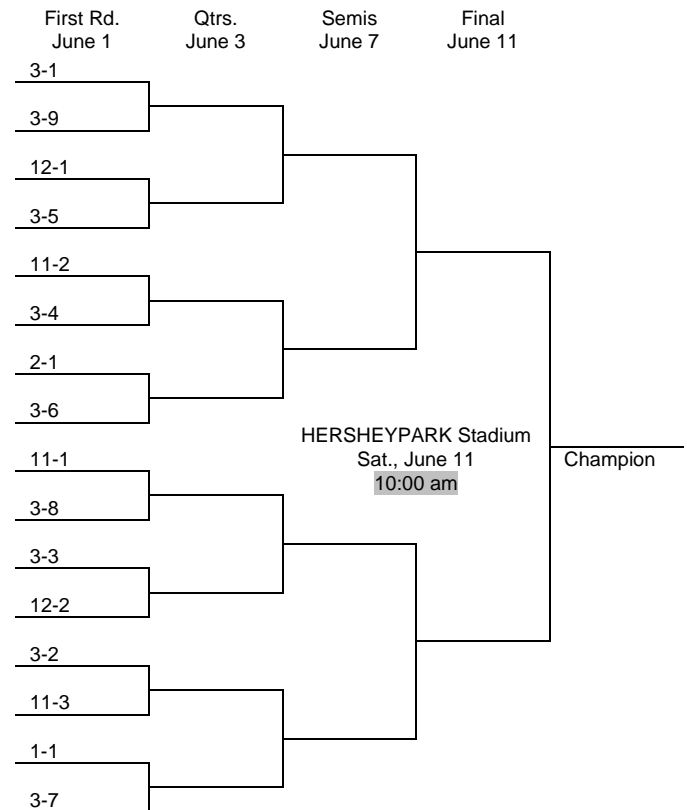 First Rd. Qtrs. Semis Final
June 1 June 3 June 7 June 11
3-1
3-9
12-1
3-5
11-2
3-4
2-1
3-6
HERSHEYPARK Stadium
Sat., June 11
10:00 am
Champion
11-1
3-8
3-3
12-2
3-2
11-3
1-1
3-7